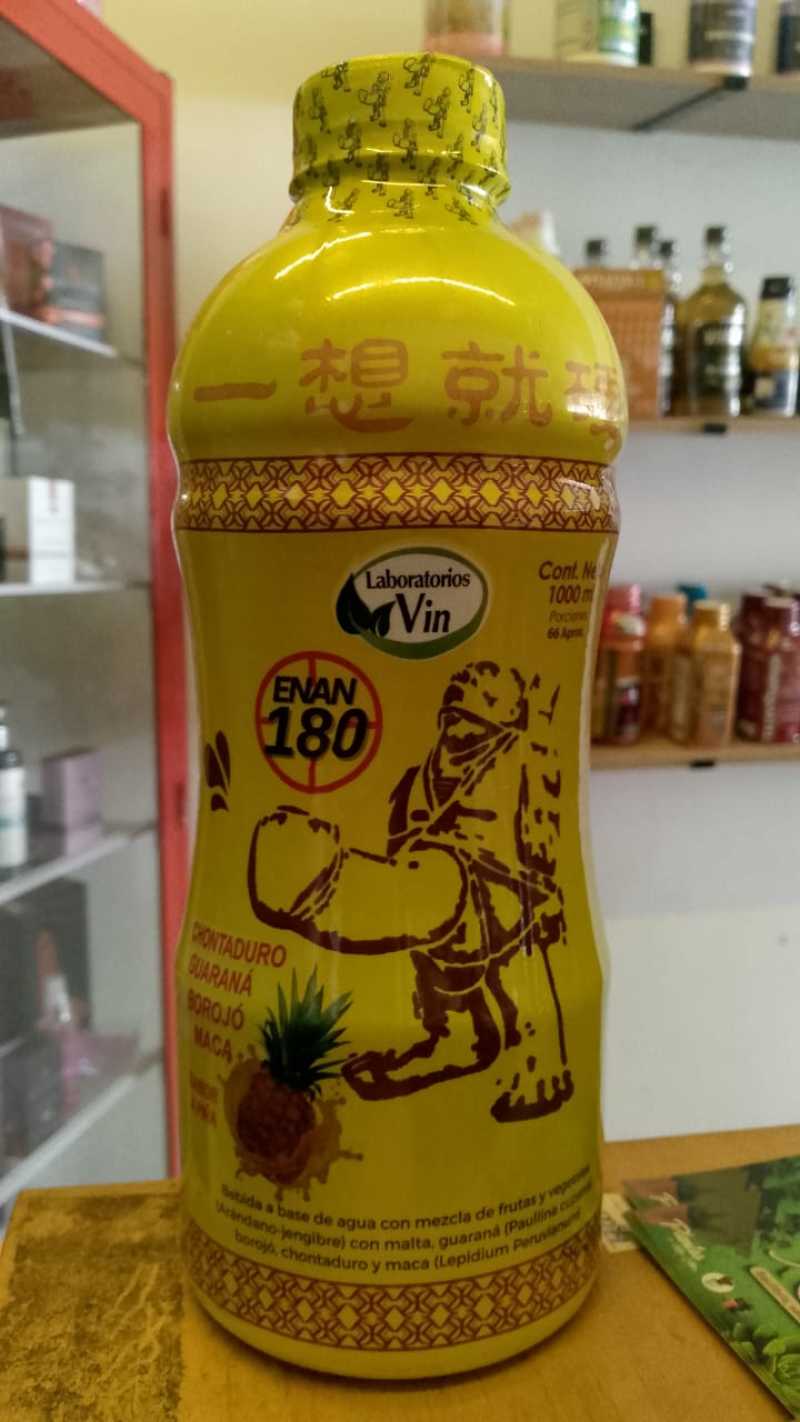 一想就硬
Laboratorios
Vin
Cont. Ne
1000 m
Porciones
66 Aprox.
ENAN
180
CHONTADURO
GUARANÁ
BOROJÓ
MACA
Bebida a base de agua con mezcla de frutas y vegetales
(Arándano-jengibre) con malta, guaraná (Paullinia cupana)
borojó, chontaduro y maca (Lepidium Peruvianum)